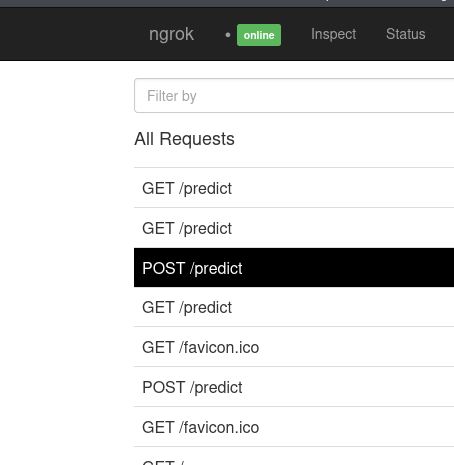 ngrok • online Inspect Status
Filter by
All Requests
GET /predict
GET /predict
POST /predict
GET /predict
GET /favicon.ico
POST /predict
GET /favicon.ico
GET /